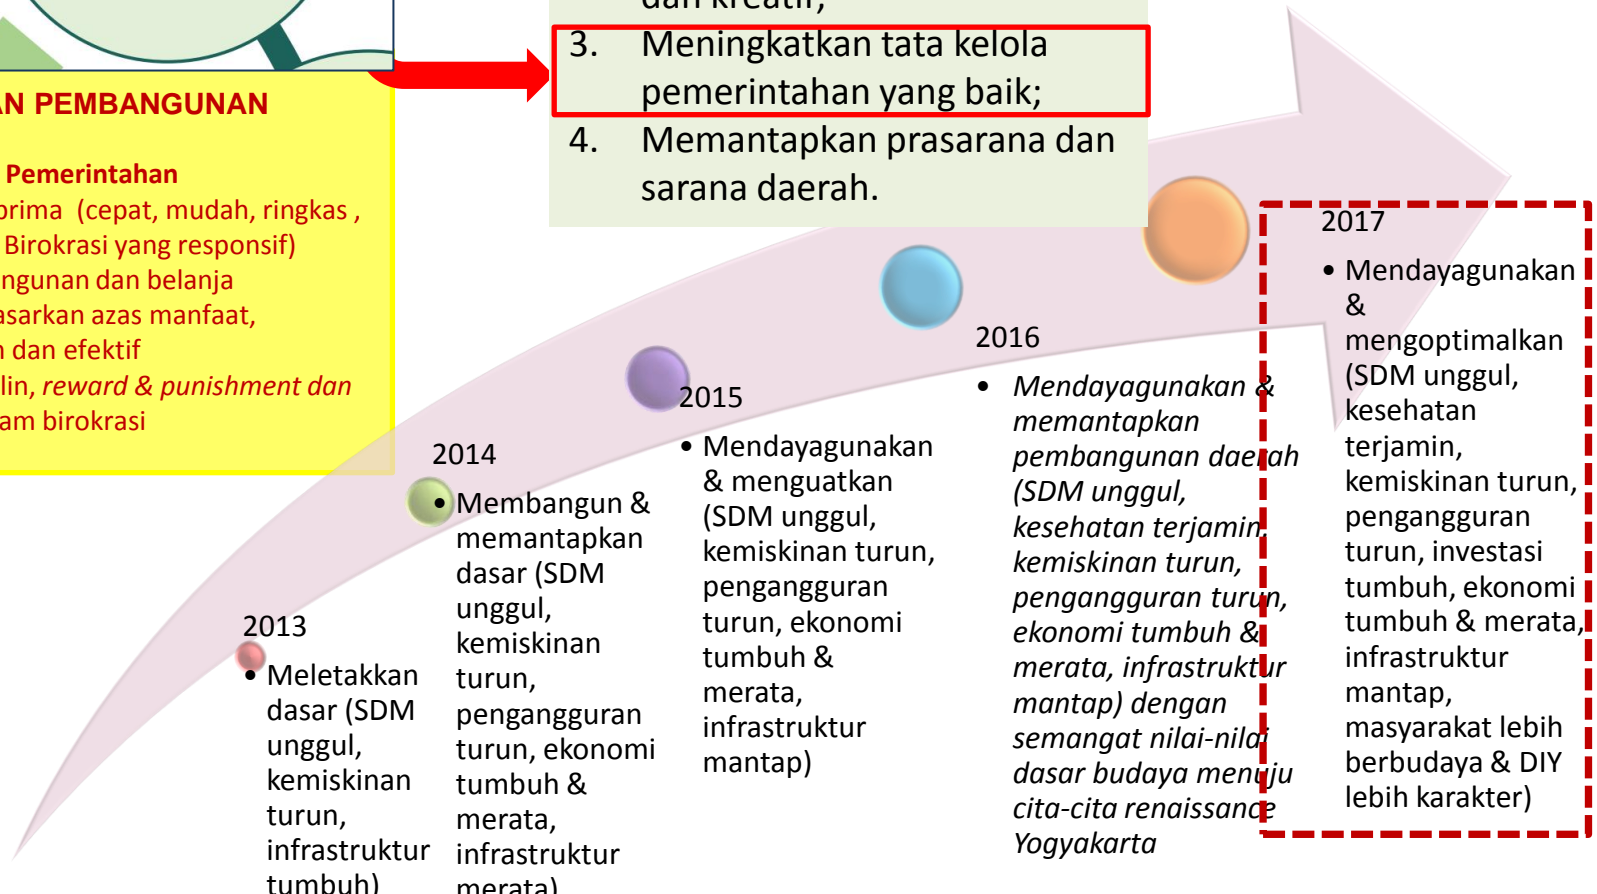 dan kreatif;
3. Meningkatkan tata kelola
pemerintahan yang baik;
4. Memantapkan prasarana dan
sarana daerah.
AN PEMBANGUNAN
Pemerintahan
prima (cepat, mudah, ringkas ,
Birokrasi yang responsif)
ngunan dan belanja
asarkan azas manfaat,
n dan efektif
lin, reward & punishment dan
am birokrasi
2013
• Meletakkan
dasar (SDM
unggul,
kemiskinan
turun,
infrastruktur
tumbuh)
2014
• Membangun &
memantapkan
dasar (SDM
unggul,
kemiskinan
turun,
pengangguran
turun, ekonomi
tumbuh &
merata,
infrastruktur
merata)
2015
• Mendayagunakan
& menguatkan
(SDM unggul,
kemiskinan turun,
pengangguran
turun, ekonomi
tumbuh &
merata,
infrastruktur
mantap)
2016
• Mendayagunakan &
memantapkan
pembangunan daerah
(SDM unggul,
kesehatan terjamin,
kemiskinan turun,
pengangguran turun,
ekonomi tumbuh &
merata, infrastruktur
mantap) dengan
semangat nilai-nilai
dasar budaya menuju
cita-cita renaissance
Yogyakarta
2017
• Mendayagunakan
&
mengoptimalkan
(SDM unggul,
kesehatan
terjamin,
kemiskinan turun,
pengangguran
turun, investasi
tumbuh, ekonomi
tumbuh & merata,
infrastruktur
mantap,
masyarakat lebih
berbudaya & DIY
lebih karakter)